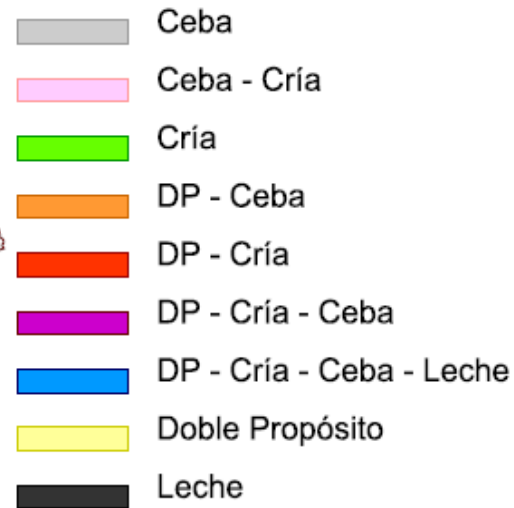 Ceba
Ceba - Cría
Cría
DP - Ceba
DP - Cría
DP - Cría - Ceba
DP - Cría - Ceba - Leche
Doble Propósito
Leche